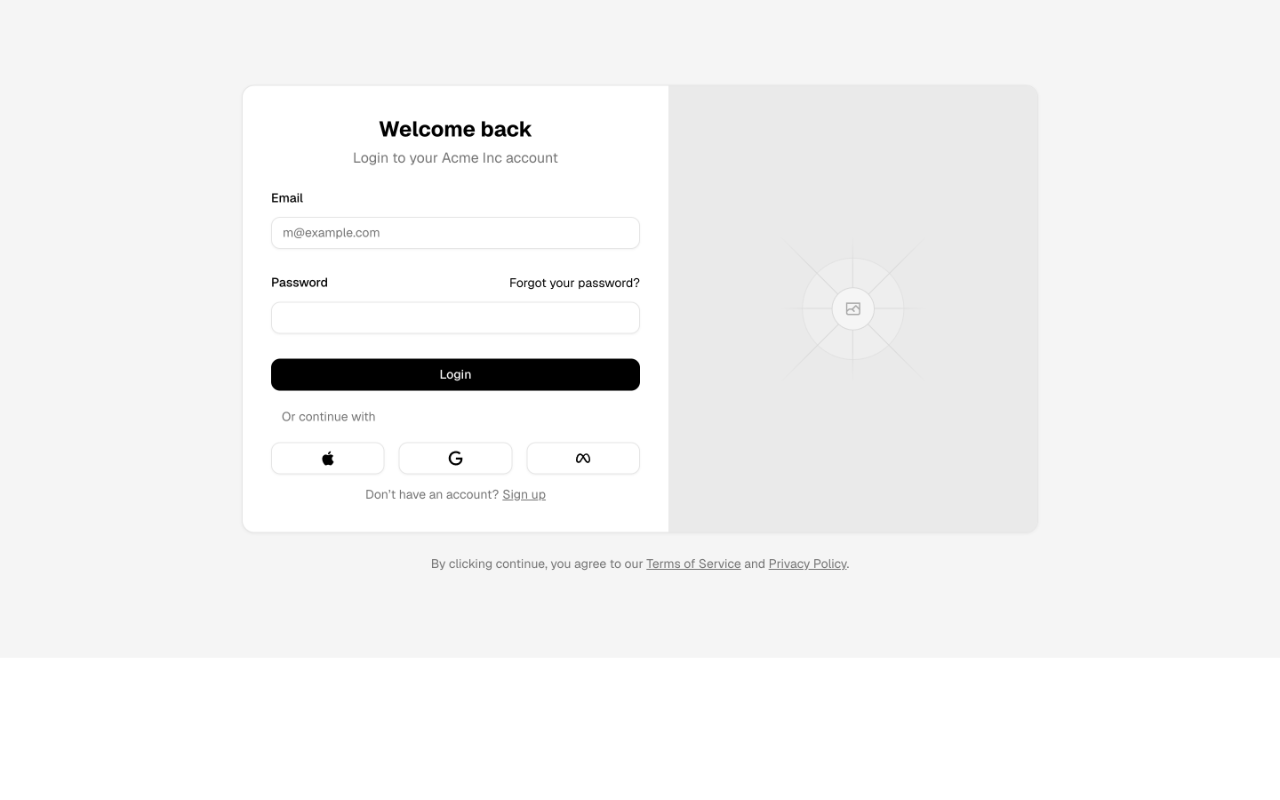 Welcome back
Login to your Acme Inc account
Email
m@example.com
Password
Forgot your password?
Login
Or continue with
Don't have an account? Sign up
By clicking continue, you agree to our Terms of Service and Privacy Policy.